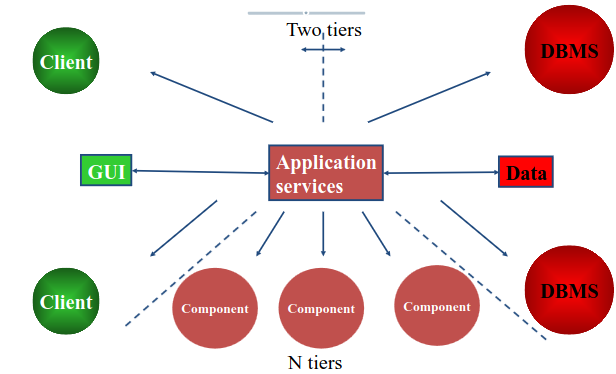 Two tiers
Client
DBMS
GUI
Application
services
Data
Client
Component
Component
Component
DBMS
N tiers